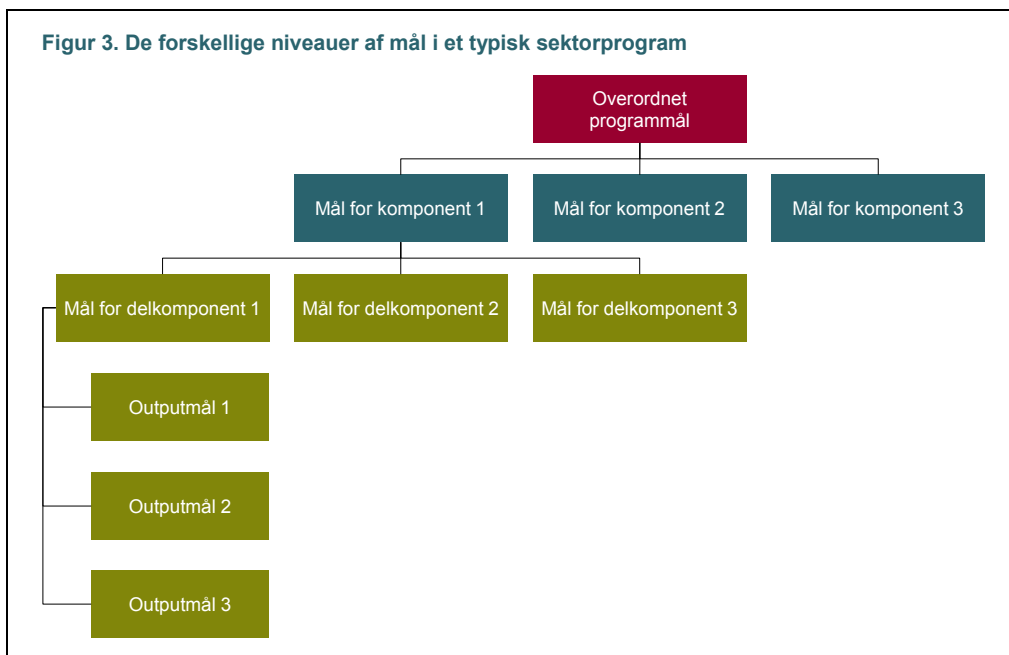 Figur 3. De forskellige niveauer af mål i et typisk sektorprogram
Overordnet
programmål
Mål for komponent 1
Mål for komponent 2
Mål for komponent 3
Mål for delkomponent 1
Mål for delkomponent 2
Mål for delkomponent 3
Outputmål 1
Outputmål 2
Outputmål 3